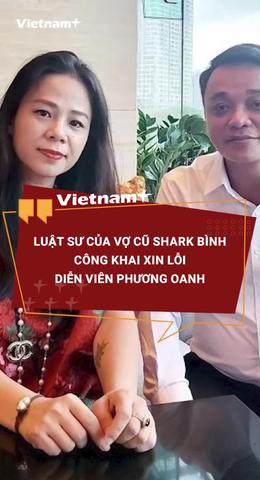 Vietnam+
Vietnam+
LUẬT SƯ CỦA VỢ CŨ SHARK BÌNH
CÔNG KHAI XIN LỖI
DIỄN VIÊN PHƯƠNG OANH